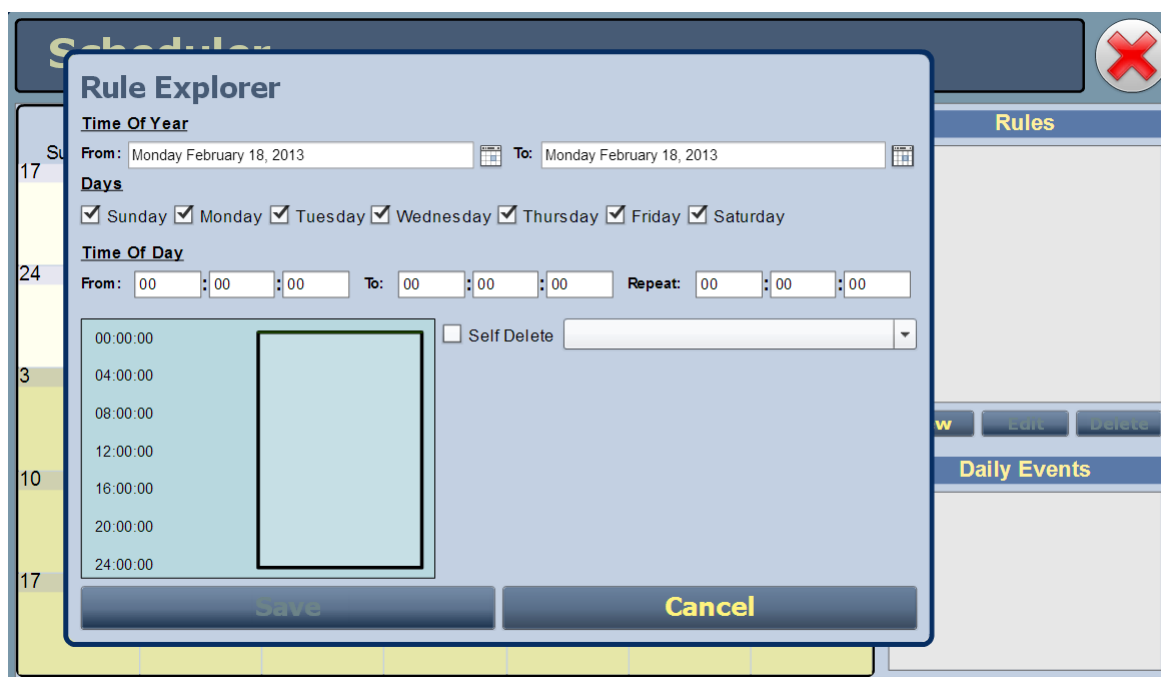 Scheduler
Rule Explorer
Time Of Year
From: Monday February 18, 2013 To: Monday February 18, 2013
Days
Sunday Monday Tuesday Wednesday Thursday Friday Saturday
Time Of Day
From: 00 : 00 : 00 To: 00 : 00 : 00 Repeat: 00 : 00 : 00
Self Delete
00:00:00
04:00:00
08:00:00
12:00:00
16:00:00
20:00:00
24:00:00
Save Cancel
17
24
3
10
17
Rules
Edit Delete
Daily Events